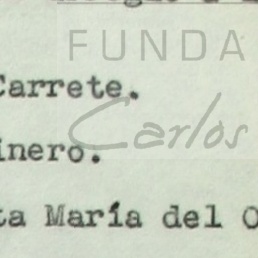 FUNDA
Carrete.
Carlos
inero.
ta María del O